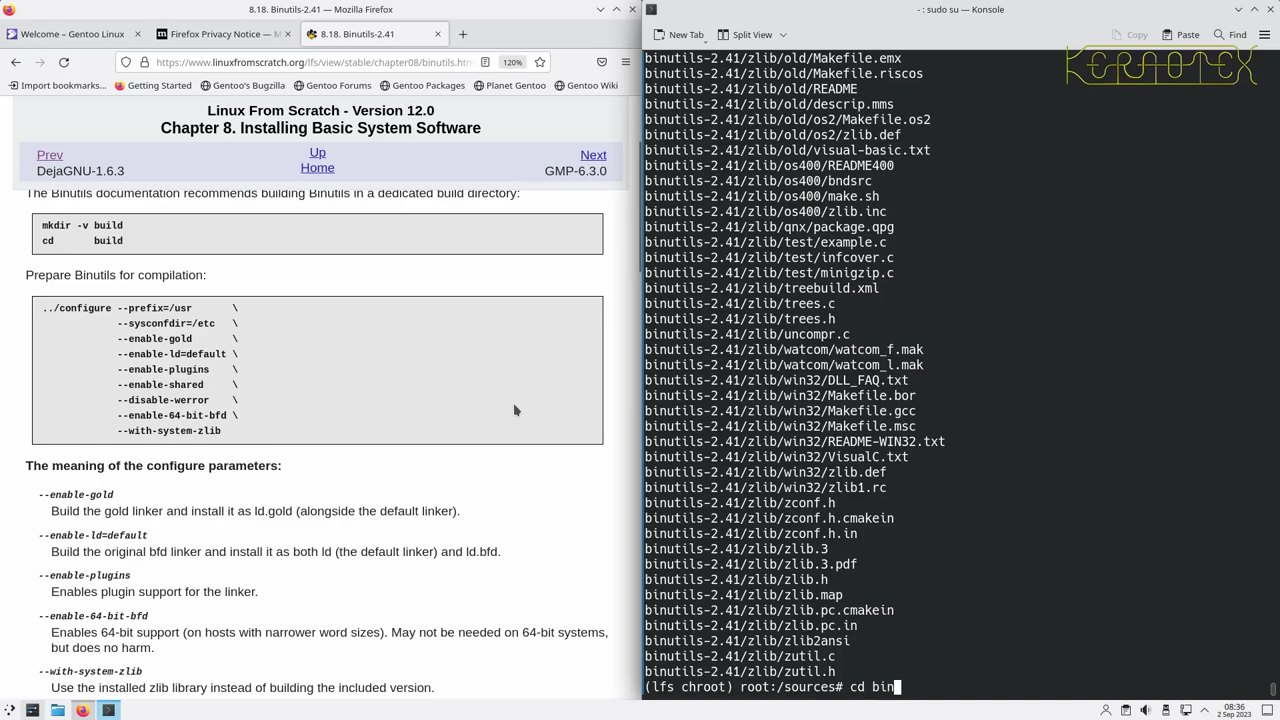 8.18. Binutils-2.41 — Mozilla Firefox
Welcome – Gentoo Linux
Firefox Privacy Notice — M
8.18. Binutils-2.41
https://www.linuxfromscratch.org/lfs/view/stable/chapter08/binutils.htm
120%
Import bookmarks...
Getting Started
Gentoo's Bugzilla
Gentoo Forums
Gentoo Packages
Planet Gentoo
Gentoo Wiki
Linux From Scratch - Version 12.0
Chapter 8. Installing Basic System Software
Prev
DejaGNU-1.6.3
Up
Home
Next
GMP-6.3.0
The Binutils documentation recommends building Binutils in a dedicated build directory:
mkdir -v build
cd build
Prepare Binutils for compilation:
../configure --prefix=/usr \
--sysconfdir=/etc \
--enable-gold \
--enable-ld=default \
--enable-plugins \
--enable-shared \
--disable-werror \
--enable-64-bit-bfd \
--with-system-zlib
The meaning of the configure parameters:
--enable-gold
Build the gold linker and install it as ld.gold (alongside the default linker).
--enable-ld=default
Build the original bfd linker and install it as both ld (the default linker) and ld.bfd.
--enable-plugins
Enables plugin support for the linker.
--enable-64-bit-bfd
Enables 64-bit support (on hosts with narrower word sizes). May not be needed on 64-bit systems,
but does no harm.
--with-system-zlib
Use the installed zlib library instead of building the included version.
- : sudo su — Konsole
New Tab
Split View
Copy
Paste
Find
KERNOTEX
binutils-2.41/zlib/old/Makefile.emx
binutils-2.41/zlib/old/Makefile.riscos
binutils-2.41/zlib/old/README
binutils-2.41/zlib/old/descrip.mms
binutils-2.41/zlib/old/os2/Makefile.os2
binutils-2.41/zlib/old/os2/zlib.def
binutils-2.41/zlib/old/visual-basic.txt
binutils-2.41/zlib/os400/README400
binutils-2.41/zlib/os400/bndsrc
binutils-2.41/zlib/os400/make.sh
binutils-2.41/zlib/os400/zlib.inc
binutils-2.41/zlib/qnx/package.qpg
binutils-2.41/zlib/test/example.c
binutils-2.41/zlib/test/infcover.c
binutils-2.41/zlib/test/minigzip.c
binutils-2.41/zlib/treebuild.xml
binutils-2.41/zlib/trees.c
binutils-2.41/zlib/trees.h
binutils-2.41/zlib/uncompr.c
binutils-2.41/zlib/watcom/watcom_f.mak
binutils-2.41/zlib/watcom/watcom_l.mak
binutils-2.41/zlib/win32/DLL_FAQ.txt
binutils-2.41/zlib/win32/Makefile.bor
binutils-2.41/zlib/win32/Makefile.gcc
binutils-2.41/zlib/win32/Makefile.msc
binutils-2.41/zlib/win32/README-WIN32.txt
binutils-2.41/zlib/win32/VisualC.txt
binutils-2.41/zlib/win32/zlib.def
binutils-2.41/zlib/win32/zlib1.rc
binutils-2.41/zlib/zconf.h
binutils-2.41/zlib/zconf.h.cmakein
binutils-2.41/zlib/zconf.h.in
binutils-2.41/zlib/zlib.3
binutils-2.41/zlib/zlib.3.pdf
binutils-2.41/zlib/zlib.h
binutils-2.41/zlib/zlib.map
binutils-2.41/zlib/zlib.pc.cmakein
binutils-2.41/zlib/zlib.pc.in
binutils-2.41/zlib/zlib2ansi
binutils-2.41/zlib/zutil.c
binutils-2.41/zlib/zutil.h
(lfs chroot) root:/sources# cd bin
08:36
2 Sep 2023